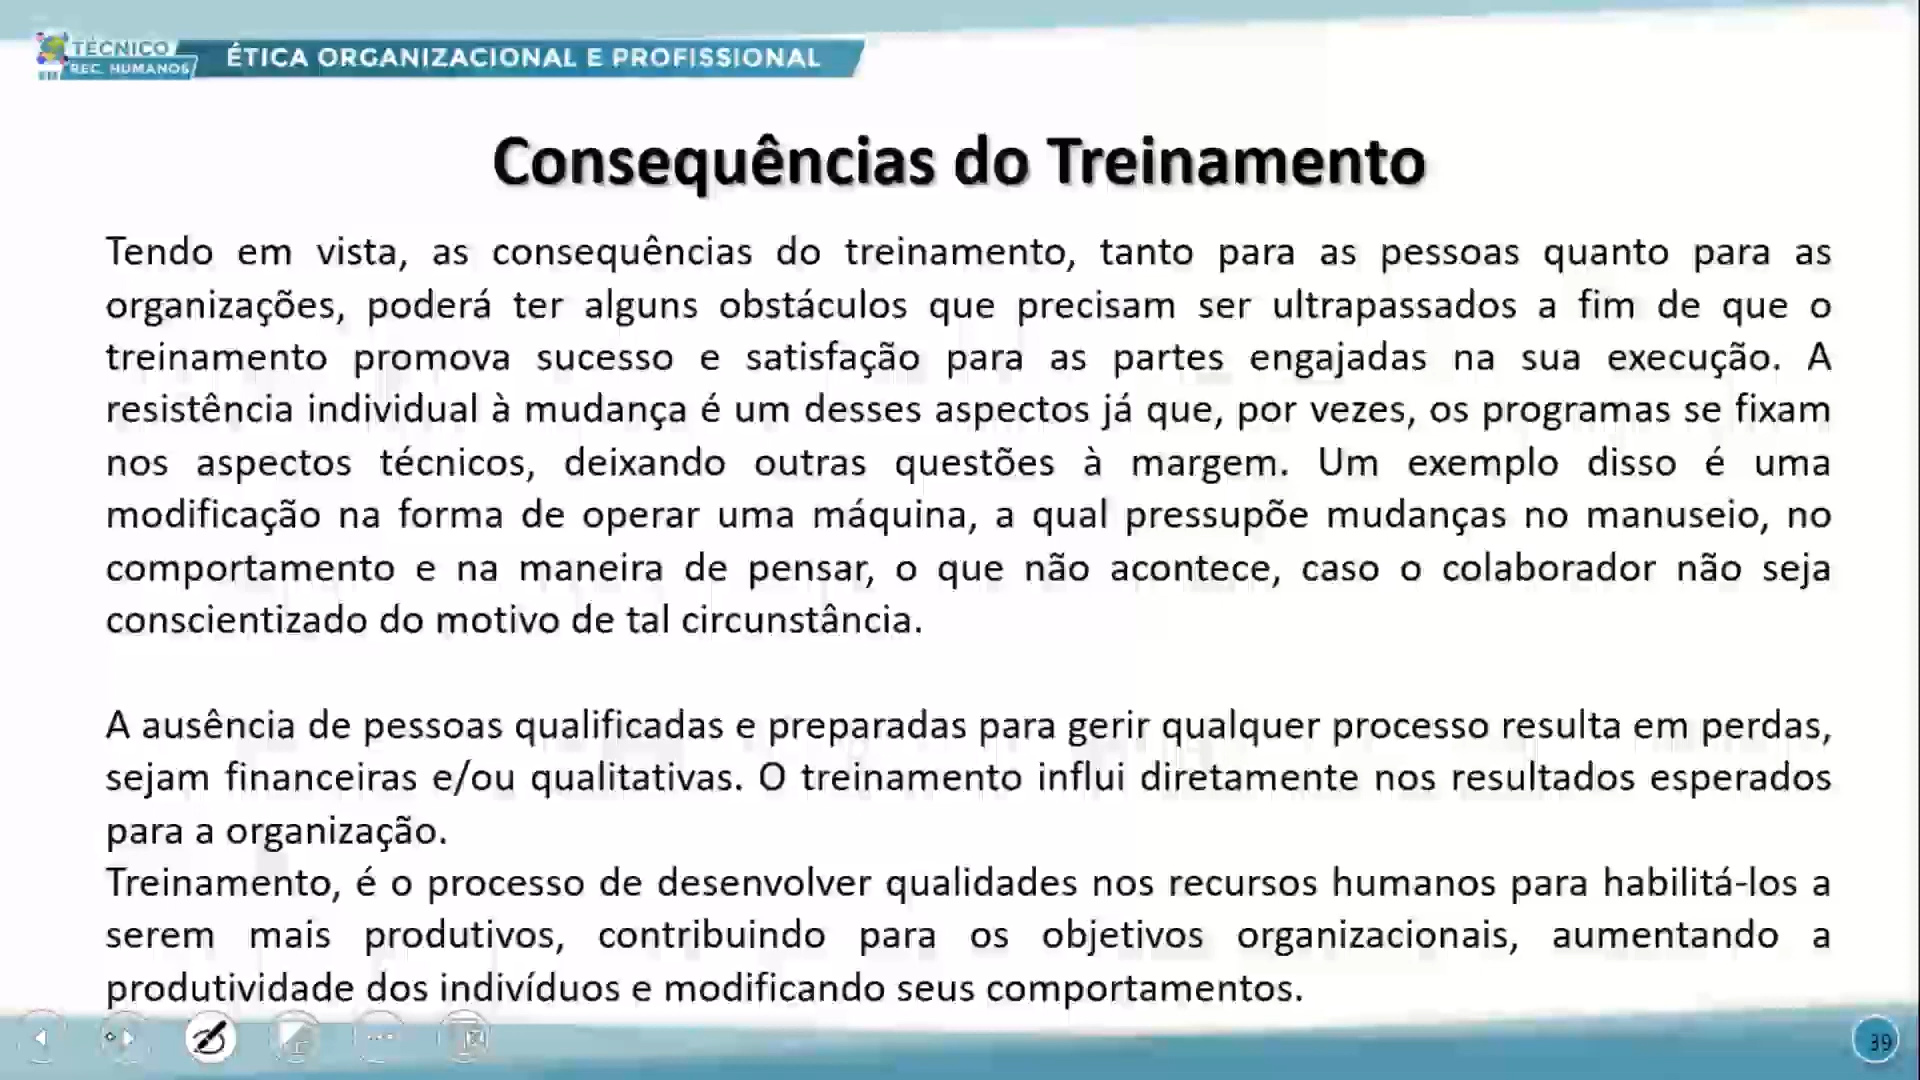 TÉCNICO
EM REC. HUMANOS
ÉTICA ORGANIZACIONAL E PROFISSIONAL
Consequências do Treinamento
Tendo em vista, as consequências do treinamento, tanto para as pessoas quanto para as
organizações, poderá ter alguns obstáculos que precisam ser ultrapassados a fim de que o
treinamento promova sucesso e satisfação para as partes engajadas na sua execução. A
resistência individual à mudança é um desses aspectos já que, por vezes, os programas se fixam
nos aspectos técnicos, deixando outras questões à margem. Um exemplo disso é uma
modificação na forma de operar uma máquina, a qual pressupõe mudanças no manuseio, no
comportamento e na maneira de pensar, o que não acontece, caso o colaborador não seja
conscientizado do motivo de tal circunstância.
A ausência de pessoas qualificadas e preparadas para gerir qualquer processo resulta em perdas,
sejam financeiras e/ou qualitativas. O treinamento influi diretamente nos resultados esperados
para a organização.
Treinamento, é o processo de desenvolver qualidades nos recursos humanos para habilitá-los a
serem mais produtivos, contribuindo para os objetivos organizacionais, aumentando a
produtividade dos indivíduos e modificando seus comportamentos.
39